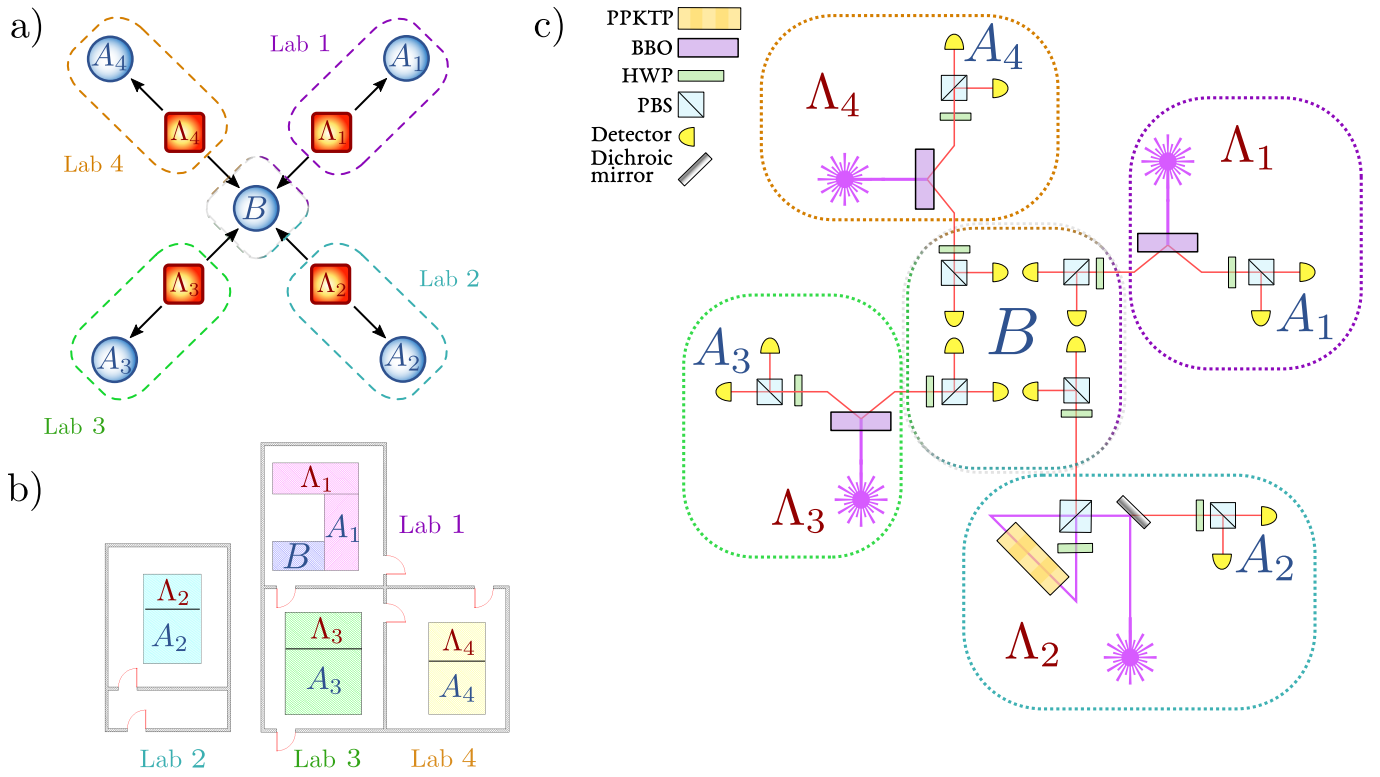 a)
A₄
Lab 1
A₁
Λ₄
Λ₁
Lab 4
B
Λ₃
Λ₂
Lab 2
A₃
A₂
Lab 3
b)
Λ₁
A₁
Lab 1
B
Λ₂
A₂
Λ₃
A₃
Λ₄
A₄
Lab 2
Lab 3
Lab 4
c)
PPKTP
BBO
HWP
PBS
Detector
Dichroic
mirror
A₄
Λ₄
Λ₁
A₁
B
A₃
Λ₃
A₂
Λ₂